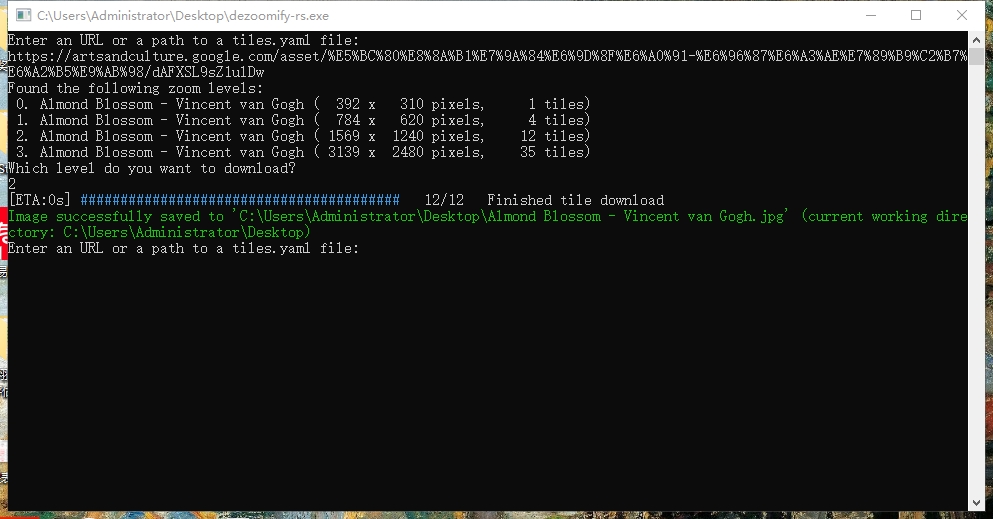 C:\Users\Administrator\Desktop\dezoomify-rs.exe
Enter an URL or a path to a tiles.yaml file:
https://artsandculture.google.com/asset/%E5%BC%80%E8%8A%B1%E7%9A%84%E6%9D%8F%E6%A0%91-%E6%96%87%E6%A3%AE%E7%89%B9%C2%B7%
E6%A2%B5%E9%AB%98/dAFXSL9sZ1ulDw
Found the following zoom levels:
0. Almond Blossom - Vincent van Gogh ( 392 x 310 pixels, 1 tiles)
1. Almond Blossom - Vincent van Gogh ( 784 x 620 pixels, 4 tiles)
2. Almond Blossom - Vincent van Gogh ( 1569 x 1240 pixels, 12 tiles)
3. Almond Blossom - Vincent van Gogh ( 3139 x 2480 pixels, 35 tiles)
Which level do you want to download?
2
[ETA:0s] ######################################## 12/12 Finished tile download
Image successfully saved to 'C:\Users\Administrator\Desktop\Almond Blossom - Vincent van Gogh.jpg' (current working dire
ctory: C:\Users\Administrator\Desktop)
Enter an URL or a path to a tiles.yaml file: